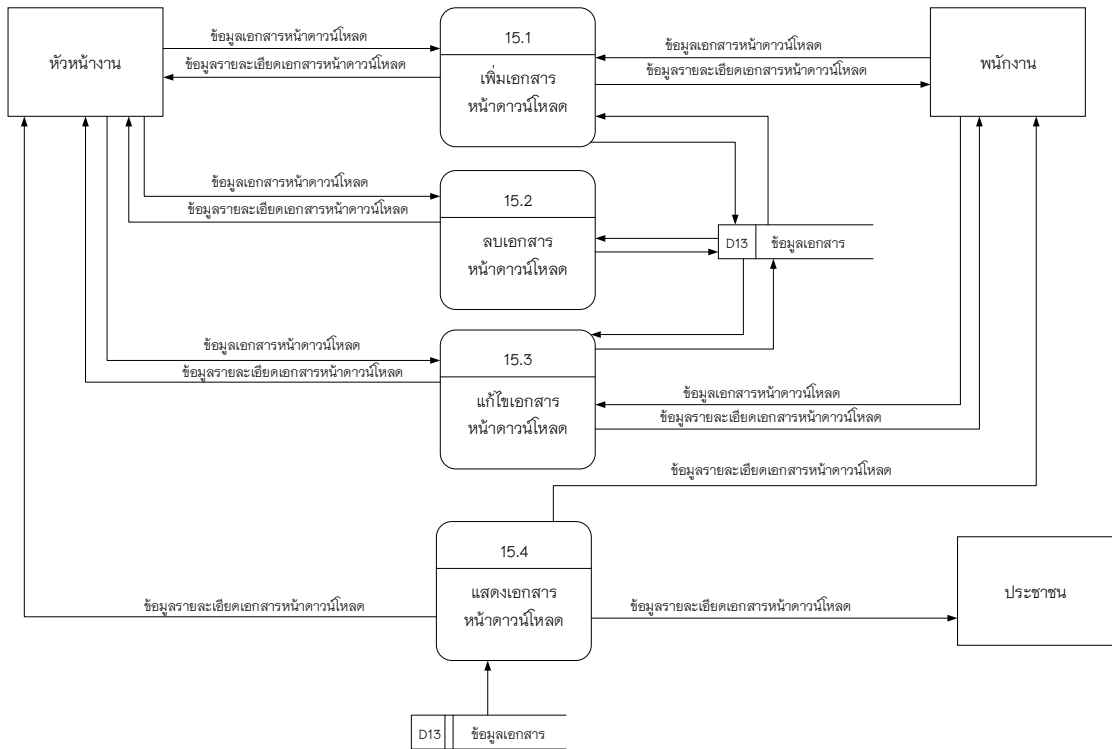 หัวหน้างาน
ข้อมูลเอกสารหน้าดาวน์โหลด
ข้อมูลรายละเอียดเอกสารหน้าดาวน์โหลด
15.1
เพิ่มเอกสาร
หน้าดาวน์โหลด
ข้อมูลเอกสารหน้าดาวน์โหลด
ข้อมูลรายละเอียดเอกสารหน้าดาวน์โหลด
พนักงาน
ข้อมูลเอกสารหน้าดาวน์โหลด
ข้อมูลรายละเอียดเอกสารหน้าดาวน์โหลด
15.2
ลบเอกสาร
หน้าดาวน์โหลด
D13 ข้อมูลเอกสาร
ข้อมูลเอกสารหน้าดาวน์โหลด
ข้อมูลรายละเอียดเอกสารหน้าดาวน์โหลด
15.3
แก้ไขเอกสาร
หน้าดาวน์โหลด
ข้อมูลเอกสารหน้าดาวน์โหลด
ข้อมูลรายละเอียดเอกสารหน้าดาวน์โหลด
ข้อมูลรายละเอียดเอกสารหน้าดาวน์โหลด
15.4
แสดงเอกสาร
หน้าดาวน์โหลด
ข้อมูลรายละเอียดเอกสารหน้าดาวน์โหลด
ข้อมูลรายละเอียดเอกสารหน้าดาวน์โหลด
ประชาชน
D13 ข้อมูลเอกสาร